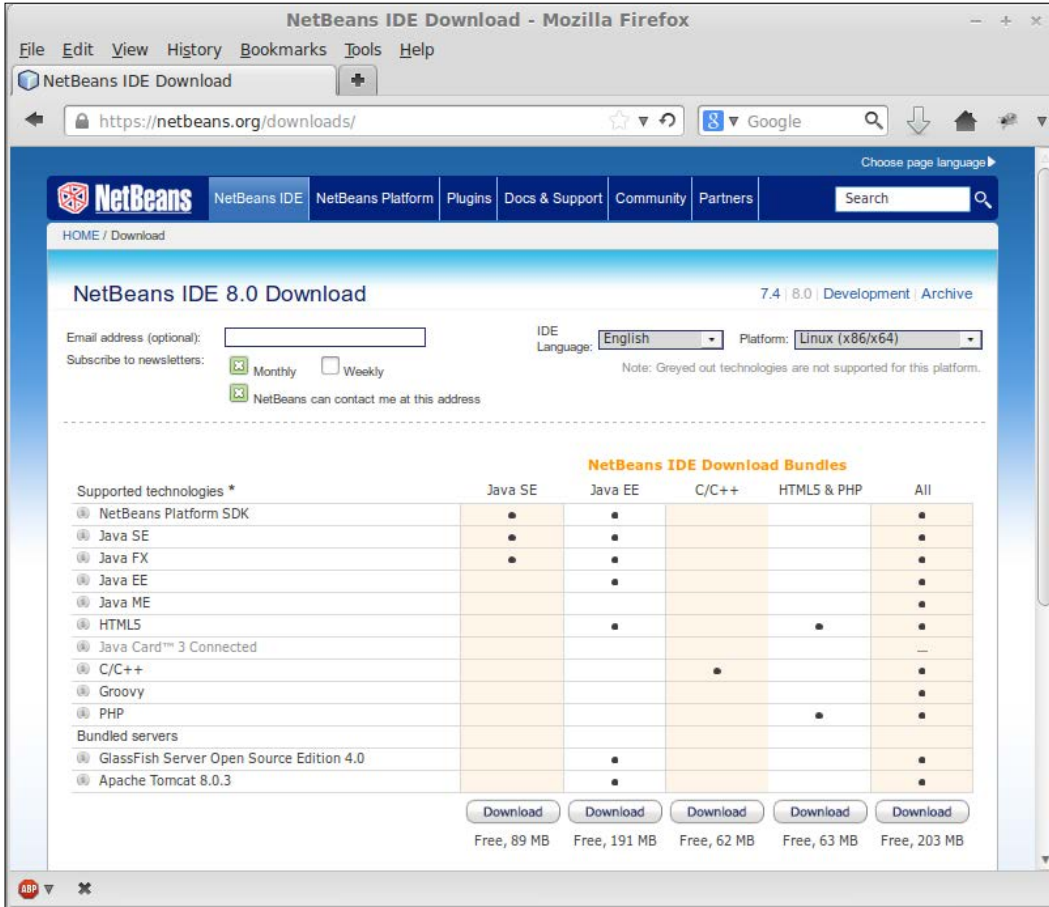 NetBeans IDE Download - Mozilla Firefox
File Edit View History Bookmarks Tools Help
NetBeans IDE Download
https://netbeans.org/downloads/
8 Google
Choose page language
NetBeans NetBeans IDE NetBeans Platform Plugins Docs & Support Community Partners Search
HOME / Download
NetBeans IDE 8.0 Download 7.4 | 8.0 | Development | Archive
Email address (optional): IDE Language: English Platform: Linux (x86/x64)
Subscribe to newsletters: Monthly Weekly Note: Greyed out technologies are not supported for this platform.
NetBeans can contact me at this address
NetBeans IDE Download Bundles
Supported technologies * Java SE Java EE C/C++ HTML5 & PHP All
NetBeans Platform SDK • • •
Java SE • • •
Java FX • • •
Java EE • •
Java ME •
HTML5 • • •
Java Card™ 3 Connected —
C/C++ • •
Groovy •
PHP • •
Bundled servers
GlassFish Server Open Source Edition 4.0 • •
Apache Tomcat 8.0.3 • •
Download Download Download Download Download
Free, 89 MB Free, 191 MB Free, 62 MB Free, 63 MB Free, 203 MB
ABP